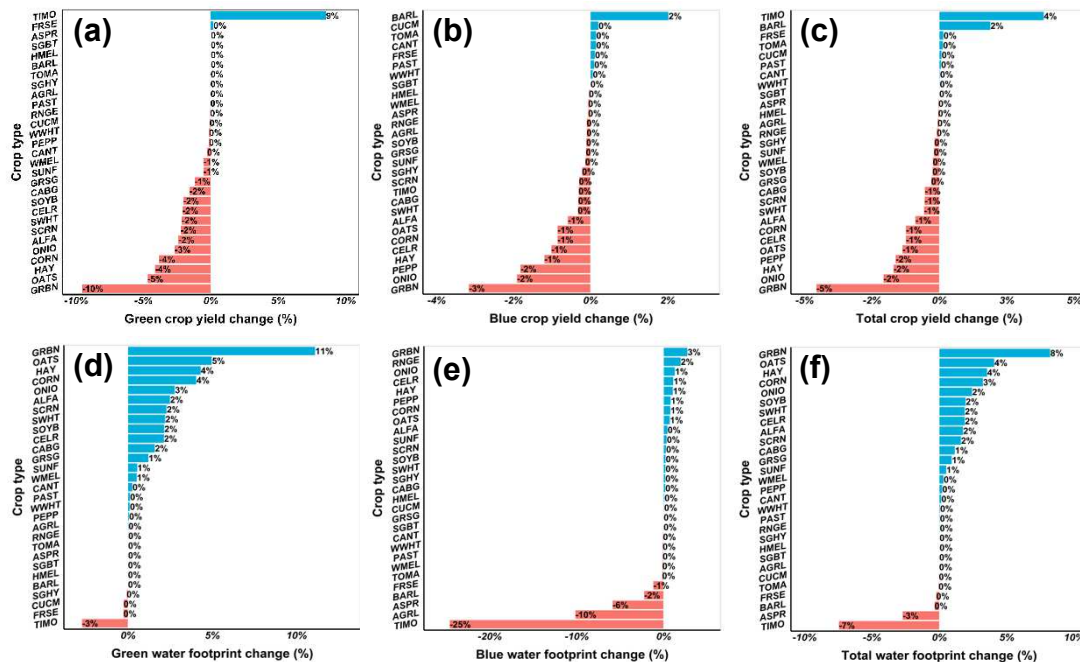 (a)
Crop type
TIMO 9%
FRSE 0%
ASPR 0%
SGBT 0%
HMEL 0%
BARL 0%
TOMA 0%
SGHY 0%
AGRL 0%
PAST 0%
RNGE 0%
CUCM 0%
WWHT 0%
PEPP 0%
CANT 0%
WMEL -1%
SUNF -1%
GRSG -1%
CABG -2%
SOYB -2%
CELR -2%
SWHT -2%
SCRN -2%
ALFA -2%
ONIO -3%
CORN -4%
HAY -4%
OATS -5%
GRBN -10%
-10% -5% 0% 5% 10%
Green crop yield change (%)
(b)
Crop type
BARL 2%
CUCM 0%
TOMA 0%
CANT 0%
FRSE 0%
PAST 0%
WWHT 0%
SGBT 0%
HMEL 0%
WMEL 0%
ASPR 0%
RNGE 0%
AGRL 0%
SOYB 0%
GRSG 0%
SUNF 0%
SGHY 0%
SCRN 0%
TIMO 0%
CABG 0%
SWHT 0%
ALFA -1%
OATS -1%
CORN -1%
CELR -1%
HAY -1%
PEPP -2%
ONIO -2%
GRBN -3%
-4% -2% 0% 2%
Blue crop yield change (%)
(c)
Crop type
TIMO 4%
BARL 2%
FRSE 0%
TOMA 0%
CUCM 0%
PAST 0%
CANT 0%
WWHT 0%
SGBT 0%
ASPR 0%
HMEL 0%
AGRL 0%
RNGE 0%
SGHY 0%
SUNF 0%
WMEL 0%
SOYB 0%
GRSG 0%
CABG -1%
SCRN -1%
SWHT -1%
ALFA -1%
CORN -1%
CELR -1%
OATS -1%
PEPP -2%
HAY -2%
ONIO -2%
GRBN -5%
-5% -2% 0% 3% 5%
Total crop yield change (%)
(d)
Crop type
GRBN 11%
OATS 5%
HAY 4%
CORN 4%
ONIO 3%
ALFA 2%
SCRN 2%
SWHT 2%
SOYB 2%
CELR 2%
CABG 2%
GRSG 1%
SUNF 1%
WMEL 1%
CANT 0%
PAST 0%
WWHT 0%
PEPP 0%
AGRL 0%
RNGE 0%
TOMA 0%
ASPR 0%
SGBT 0%
HMEL 0%
BARL 0%
SGHY 0%
CUCM 0%
FRSE 0%
TIMO -3%
0% 5% 10%
Green water footprint change (%)
(e)
Crop type
GRBN 3%
RNGE 2%
ONIO 1%
CELR 1%
HAY 1%
PEPP 1%
CORN 1%
OATS 1%
ALFA 0%
SUNF 0%
SCRN 0%
SOYB 0%
SWHT 0%
SGHY 0%
CABG 0%
HMEL 0%
CUCM 0%
GRSG 0%
SGBT 0%
CANT 0%
WWHT 0%
PAST 0%
WMEL 0%
TOMA 0%
FRSE -1%
BARL -2%
ASPR -6%
AGRL -10%
TIMO -25%
-20% -10% 0%
Blue water footprint change (%)
(f)
Crop type
GRBN 8%
OATS 4%
HAY 4%
CORN 3%
ONIO 2%
SOYB 2%
SWHT 2%
CELR 2%
ALFA 2%
SCRN 2%
CABG 1%
GRSG 1%
SUNF 1%
WMEL 0%
PEPP 0%
CANT 0%
WWHT 0%
PAST 0%
RNGE 0%
SGHY 0%
HMEL 0%
SGBT 0%
AGRL 0%
CUCM 0%
TOMA 0%
FRSE 0%
BARL 0%
ASPR -3%
TIMO -7%
-10% -5% 0% 5% 10%
Total water footprint change (%)